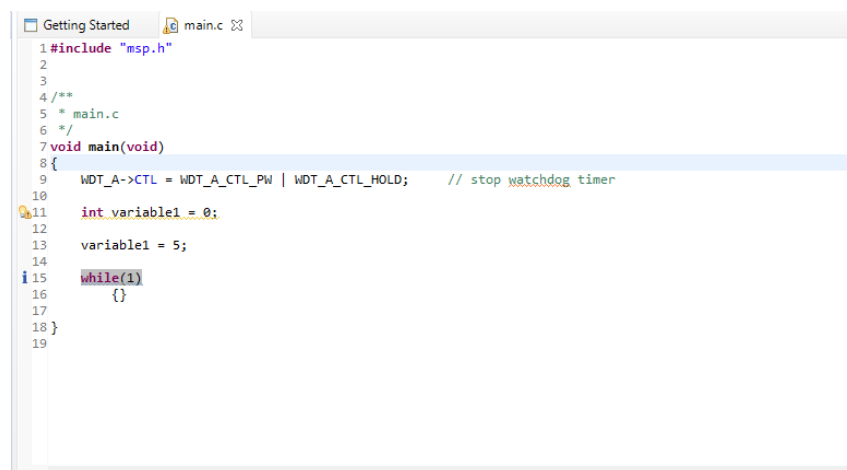 Getting Started main.c
1 #include "msp.h"
2
3
4 /**
5 * main.c
6 */
7 void main(void)
8 {
9 WDT_A->CTL = WDT_A_CTL_PW | WDT_A_CTL_HOLD; // stop watchdog timer
10
11 int variable1 = 0;
12
13 variable1 = 5;
14
i 15 while(1)
16 {}
17
18 }
19